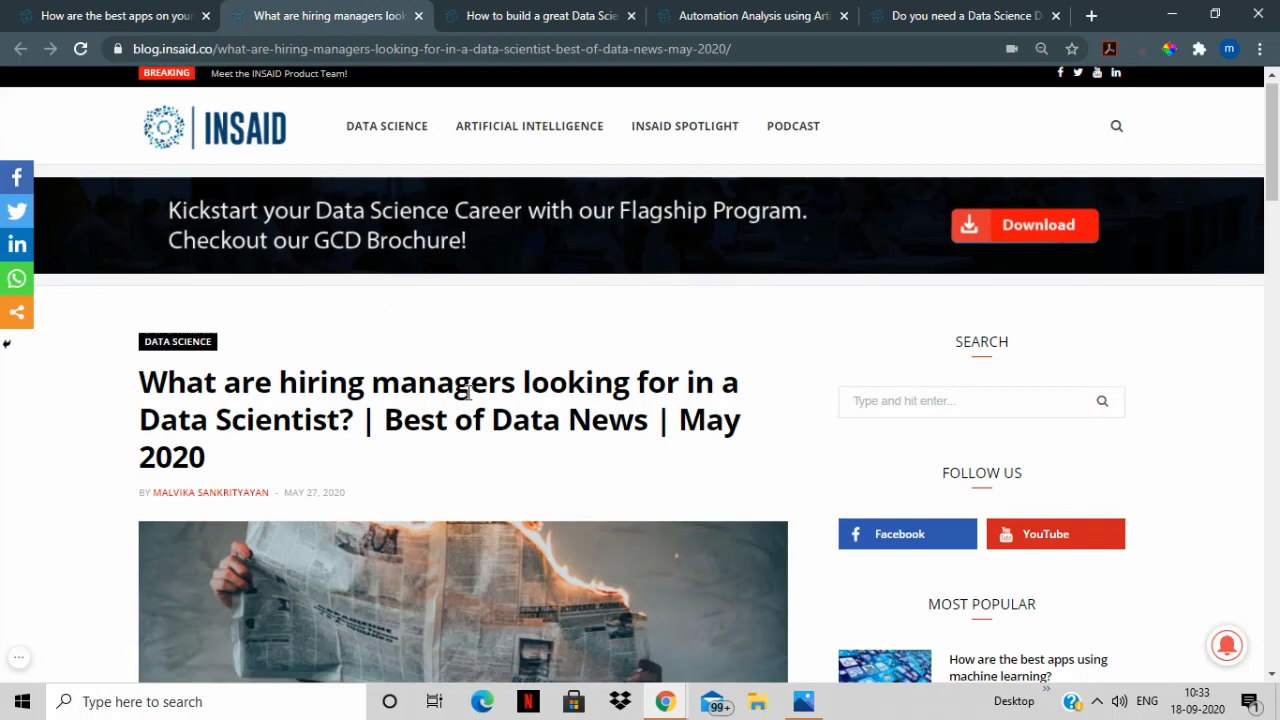 How are the best apps on your
What are hiring managers look
How to build a great Data Scie
Automation Analysis using Arti
Do you need a Data Science D
blog.insaid.co/what-are-hiring-managers-looking-for-in-a-data-scientist-best-of-data-news-may-2020/
m
BREAKING
Meet the INSAID Product Team!
INSAID
DATA SCIENCE
ARTIFICIAL INTELLIGENCE
INSAID SPOTLIGHT
PODCAST
Kickstart your Data Science Career with our Flagship Program.
Checkout our GCD Brochure!
Download
DATA SCIENCE
What are hiring managers looking for in a
Data Scientist? | Best of Data News | May
2020
BY MALVIKA SANKRITYAYAN - MAY 27, 2020
SEARCH
Type and hit enter...
FOLLOW US
Facebook
YouTube
MOST POPULAR
How are the best apps using
machine learning?
Type here to search
99+
Desktop
ENG
10:33
18-09-2020